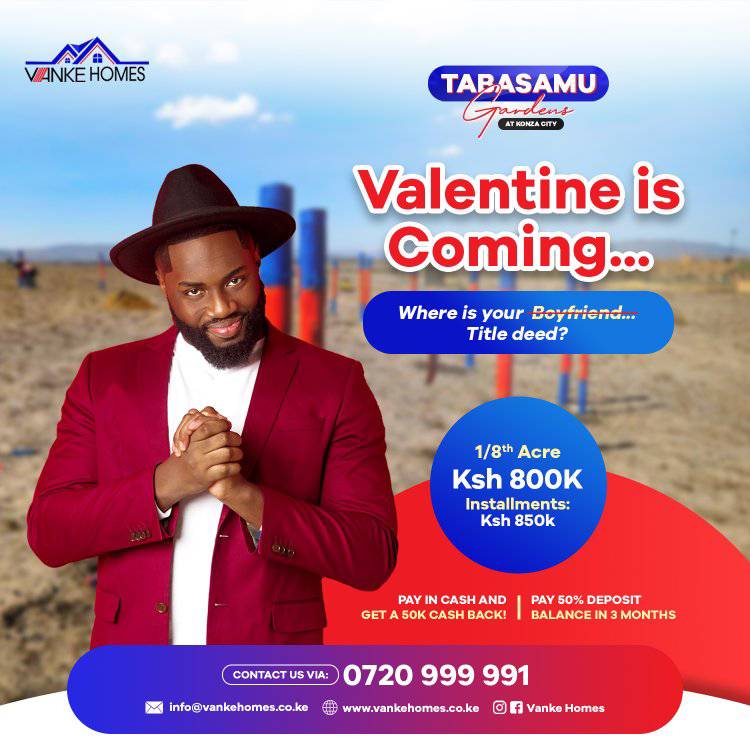 VANKE HOMES
TABASAMU
Gardens
AT KONZA CITY
Valentine is
Coming...
Where is your Boyfriend...
Title deed?
1/8th Acre
Ksh 800K
Installments:
Ksh 850k
PAY IN CASH AND
GET A 50K CASH BACK!
PAY 50% DEPOSIT
BALANCE IN 3 MONTHS
CONTACT US VIA: 0720 999 991
info@vankehomes.co.ke www.vankehomes.co.ke Vanke Homes